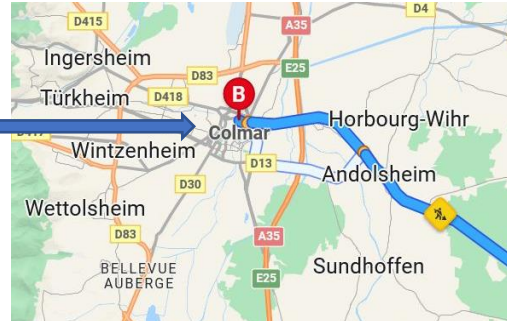 D415
A35
D4
Ingersheim
D83
E25
Türkheim
D418
B
Horbourg-Wihr
Colmar
Wintzenheim
D13
Andolsheim
D30
Wettolsheim
D83
A35
BELLEVUE
AUBERGE
E25
Sundhoffen